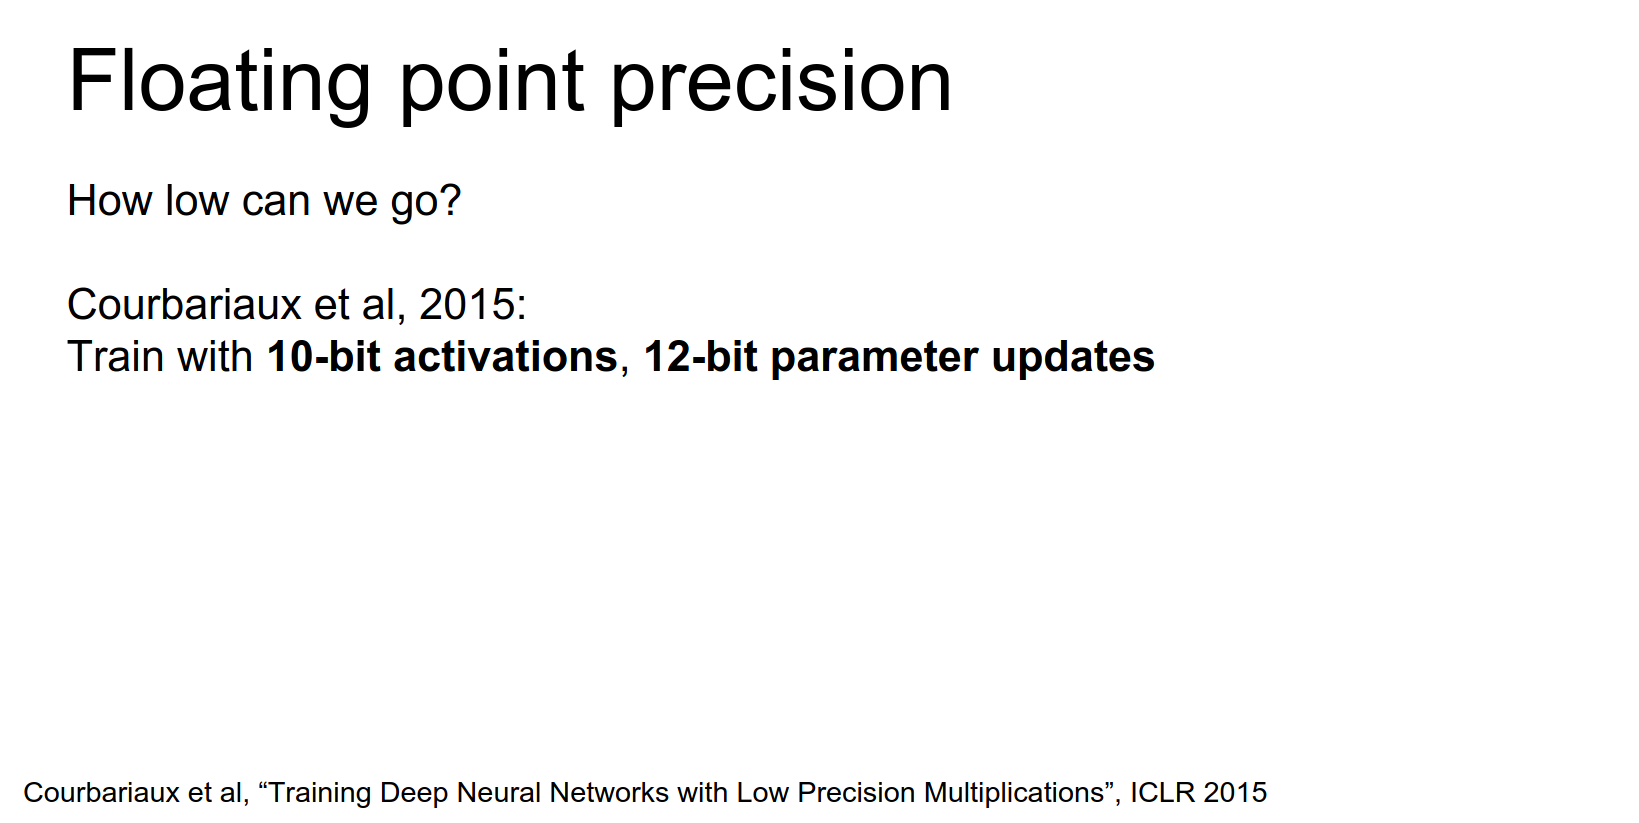 Floating point precision
How low can we go?
Courbariaux et al, 2015:
Train with 10-bit activations, 12-bit parameter updates
Courbariaux et al, “Training Deep Neural Networks with Low Precision Multiplications”, ICLR 2015